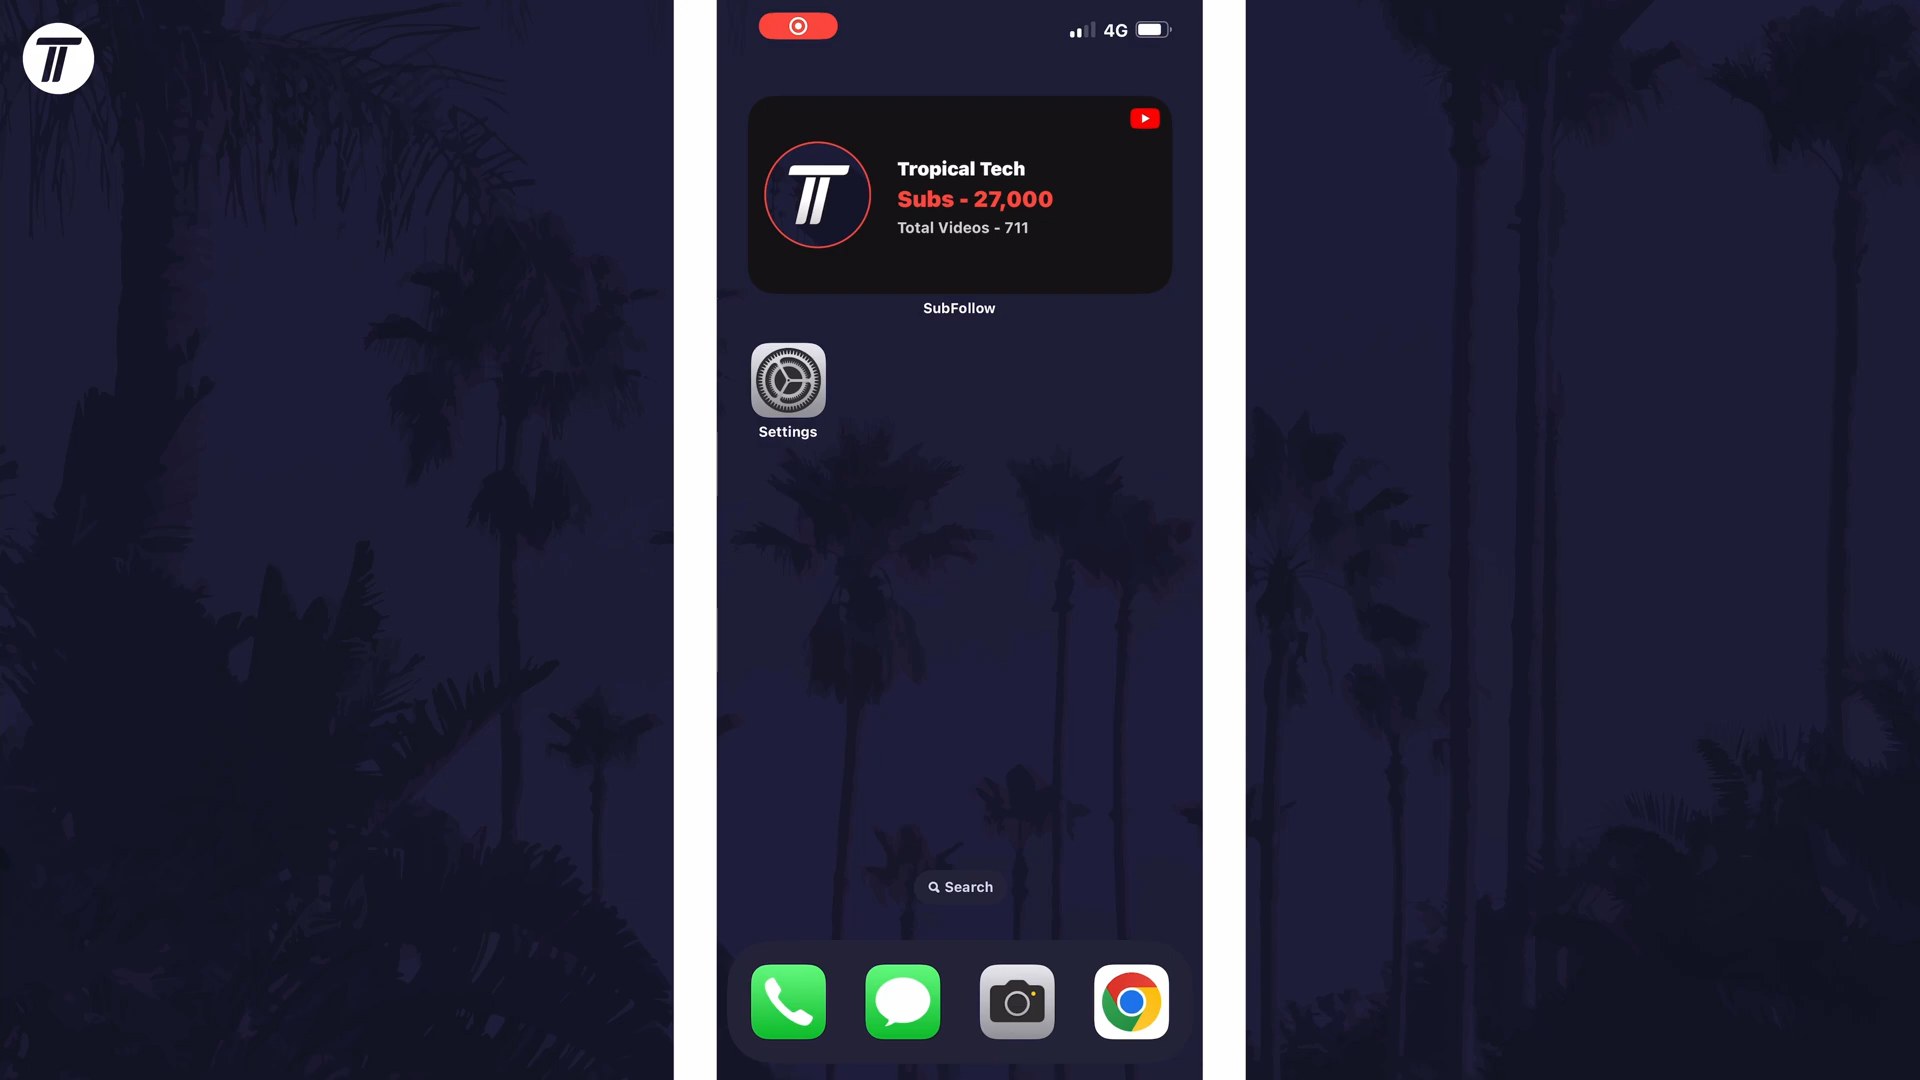 4G
Tropical Tech
Subs - 27,000
Total Videos - 711
SubFollow
Settings
Search